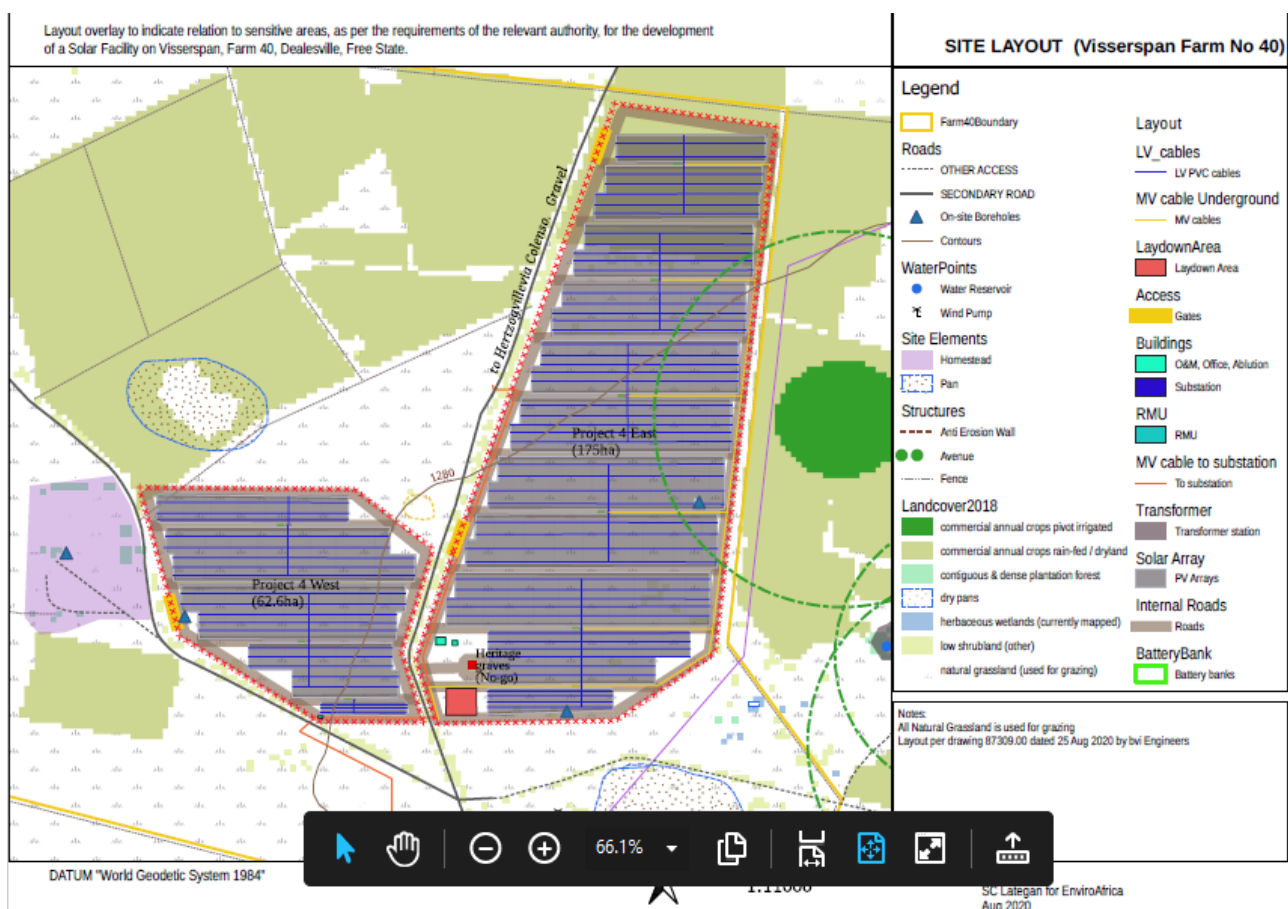 Layout overlay to indicate relation to sensitive areas, as per the requirements of the relevant authority, for the development
of a Solar Facility on Visserspan, Farm 40, Dealesville, Free State.
SITE LAYOUT (Visserspan Farm No 40)
Legend
Farm40Boundary
Roads
OTHER ACCESS
SECONDARY ROAD
On-site Boreholes
Contours
WaterPoints
Water Reservoir
Wind Pump
Site Elements
Homestead
Pan
Structures
Anti Erosion Wall
Avenue
Fence
Landcover2018
commercial annual crops pivot irrigated
commercial annual crops rain-fed / dryland
contiguous & dense plantation forest
dry pans
herbaceous wetlands (currently mapped)
low shrubland (other)
natural grassland (used for grazing)
Layout
LV_cables
LV PVC cables
MV cable Underground
MV cables
LaydownArea
Laydown Area
Access
Gates
Buildings
O&M, Office, Ablution
Substation
RMU
RMU
MV cable to substation
To substation
Transformer
Transformer station
Solar Array
PV Arrays
Internal Roads
Roads
BatteryBank
Battery banks
to Hertzogvillevia Colenso. Gravel
Project 4 East
(175ha)
1280
Project 4 West
(62.6ha)
Heritage
graves
(No-go)
Notes:
All Natural Grassland is used for grazing
Layout per drawing 87309.00 dated 25 Aug 2020 by bvi Engineers
66.1%
DATUM "World Geodetic System 1984"
1:11000
SC Lategan for EnviroAfrica
Aug 2020